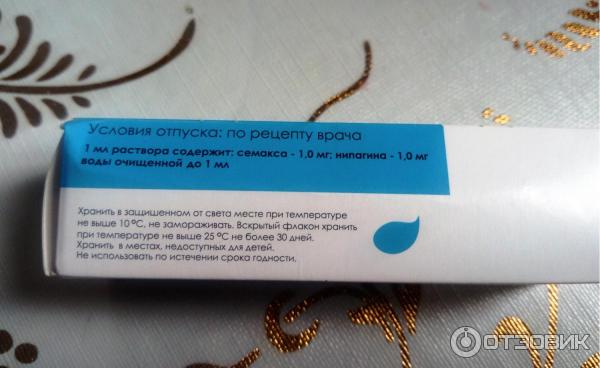 Условия отпуска: по рецепту врача
1 мл раствора содержит: семакса - 1,0 мг; нипагина - 1,0 мг
воды очищенной до 1 мл
Хранить в защищенном от света месте при температуре
не выше 10 °С, не замораживать. Вскрытый флакон хранить
при температуре не выше 25 °С не более 30 дней.
Хранить в местах, недоступных для детей.
Не использовать по истечении срока годности.
ОТЗОВИК